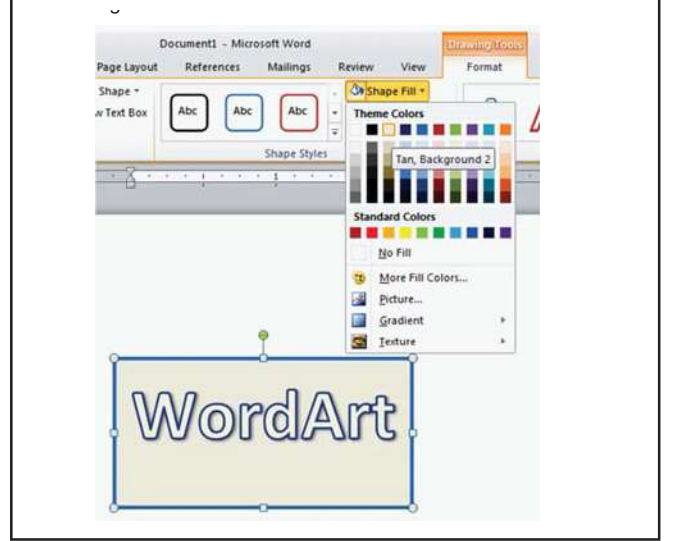 Document1 - Microsoft Word
Drawing Tools
Page Layout References Mailings Review View Format
Shape
Text Box
Abc Abc Abc
Shape Fill
Shape Styles
Theme Colors
Tan, Background 2
Standard Colors
No Fill
More Fill Colors...
Picture...
Gradient
Texture
WordArt